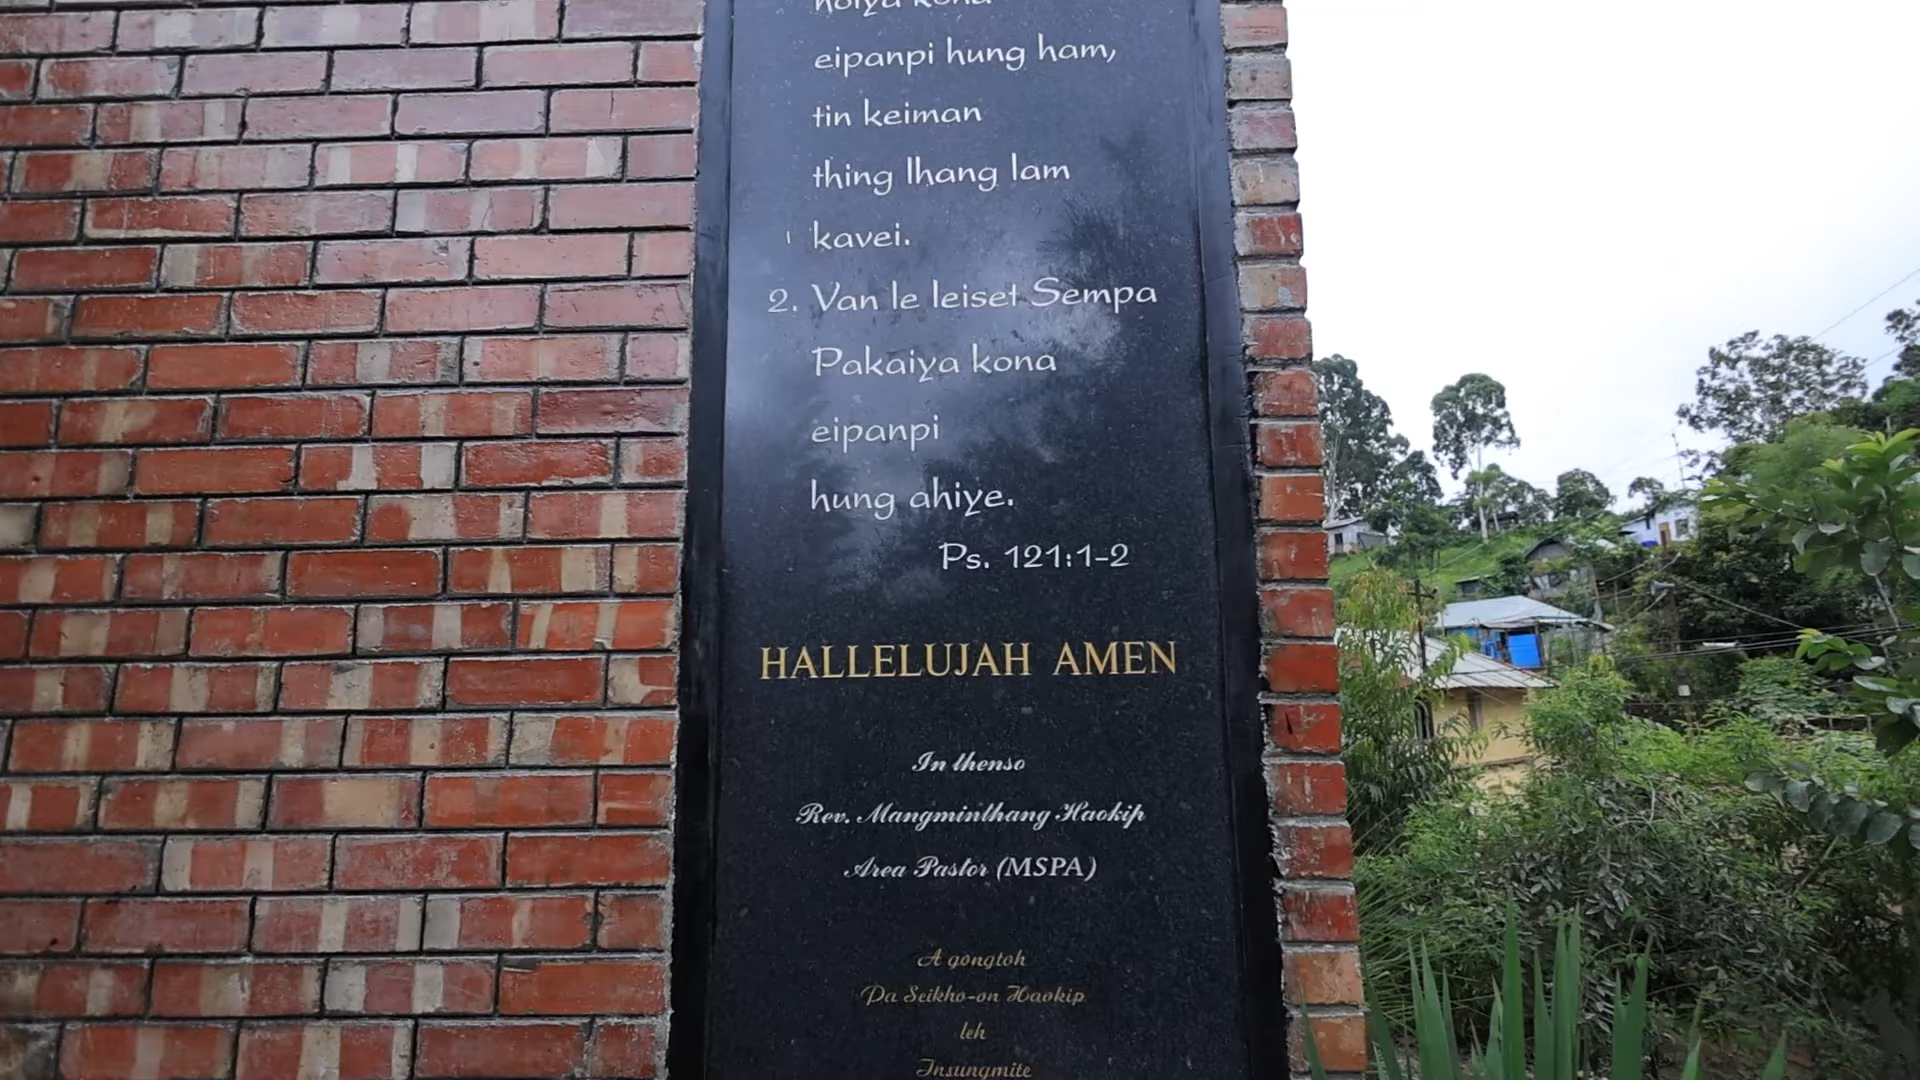 hoiya kona
eipanpi hung ham,
tin keiman
thing lhang lam
kavei.
2. Van le leiset Sempa
Pakaiya kona
eipanpi
hung ahiye.
Ps. 121:1-2
HALLELUJAH AMEN
In thenso
Rev. Mangminthang Haokip
Area Pastor (MSPA)
A gongtoh
Pa Seikho-on Haokip
leh
Insungmite